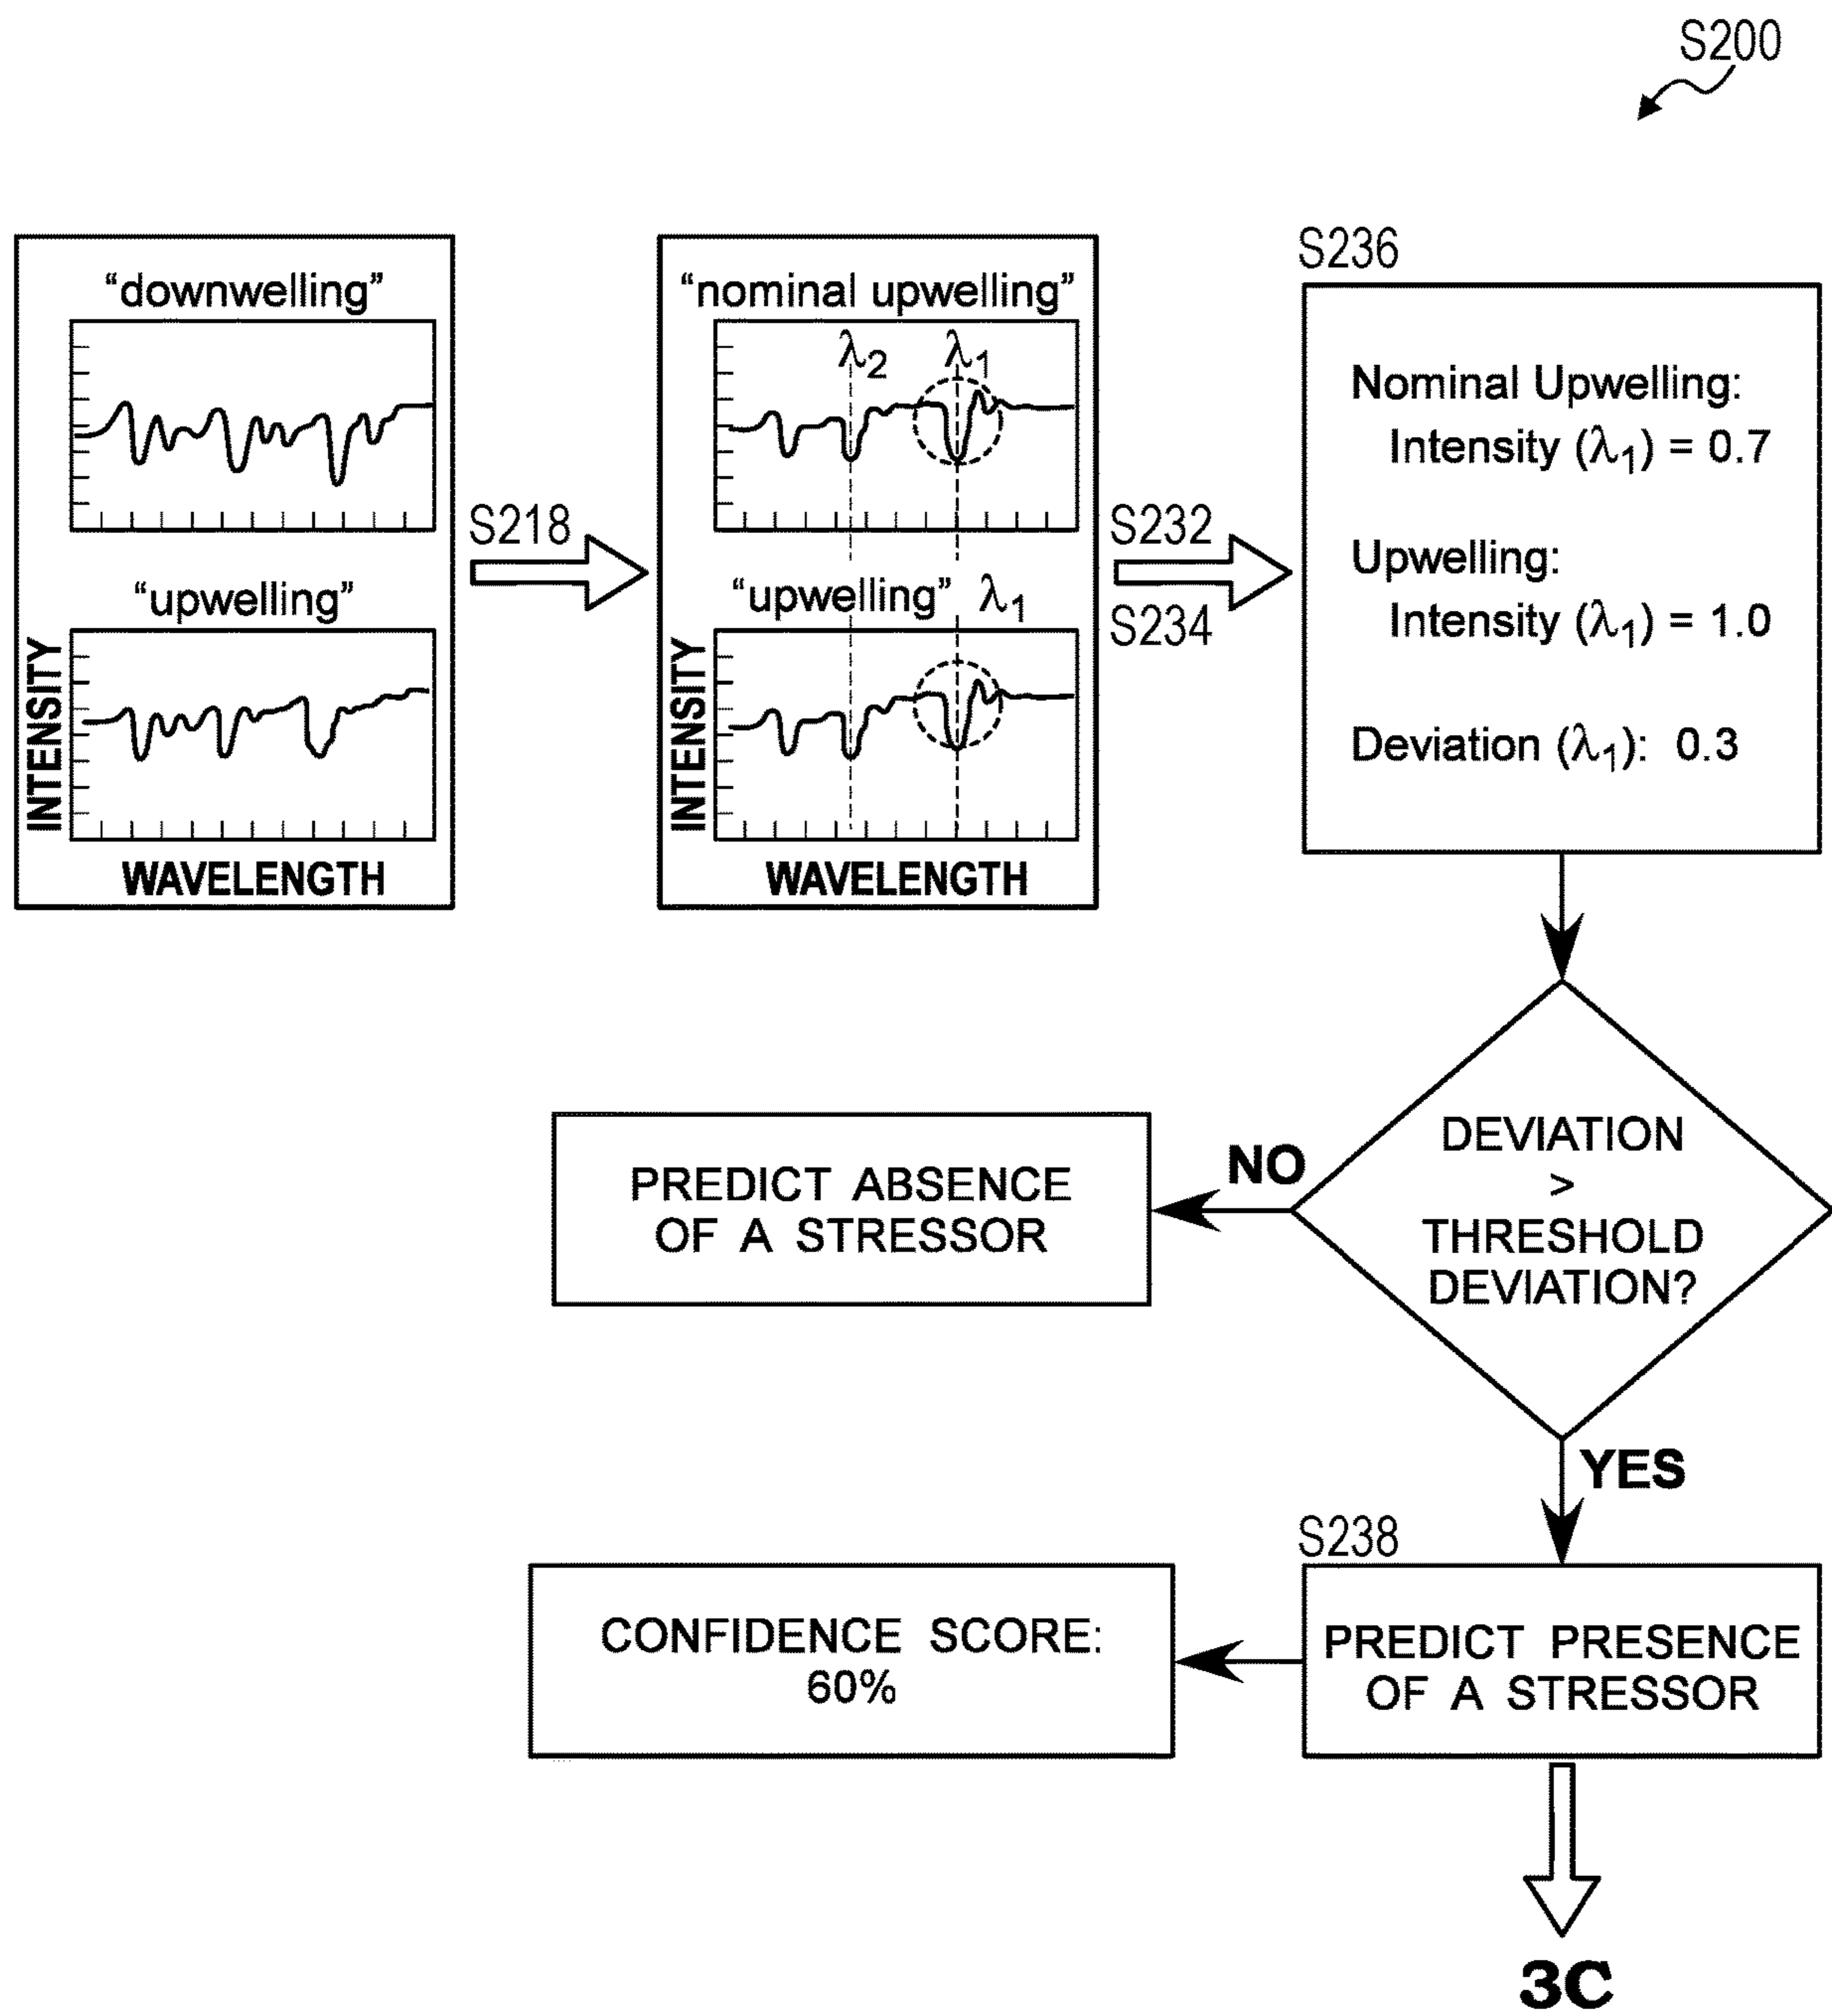 S200
“downwelling”
“upwelling”
INTENSITY
WAVELENGTH
S218
“nominal upwelling”
λ2 λ1
“upwelling” λ1
INTENSITY
WAVELENGTH
S232
S234
S236
Nominal Upwelling:
Intensity (λ1) = 0.7
Upwelling:
Intensity (λ1) = 1.0
Deviation (λ1): 0.3
DEVIATION
>
THRESHOLD
DEVIATION?
NO
PREDICT ABSENCE
OF A STRESSOR
YES
S238
PREDICT PRESENCE
OF A STRESSOR
CONFIDENCE SCORE:
60%
3C